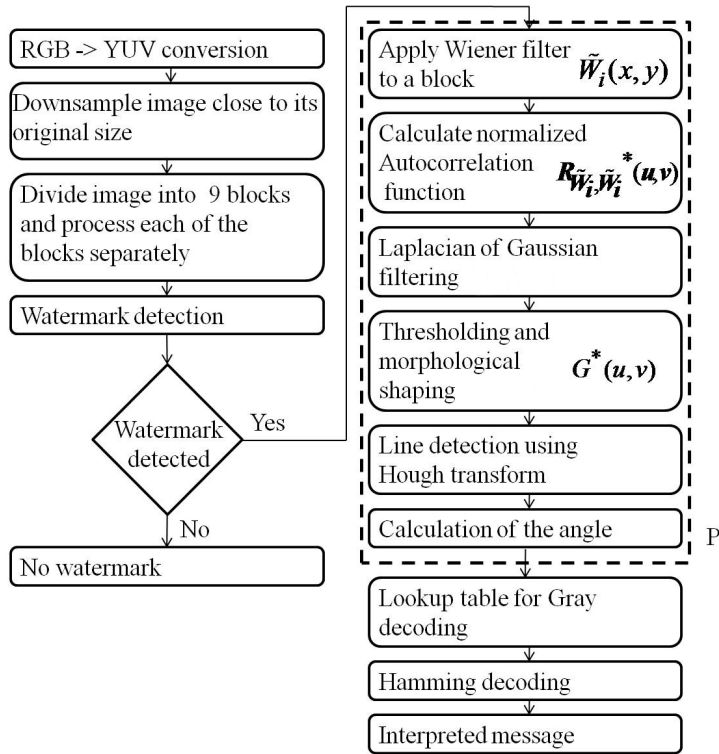 RGB -> YUV conversion
Downsample image close to its
original size
Divide image into 9 blocks
and process each of the
blocks separately
Watermark detection
Watermark
detected
Yes
No
No watermark
Apply Wiener filter
to a block W̃ᵢ(x, y)
Calculate normalized
Autocorrelation
function R_{W̃ᵢ,W̃ᵢ}*(u,v)
Laplacian of Gaussian
filtering
Thresholding and
morphological
shaping G*(u,v)
Line detection using
Hough transform
Calculation of the angle
P
Lookup table for Gray
decoding
Hamming decoding
Interpreted message